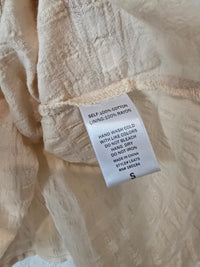 SELF:100% COTTON
LINING:100% RAYON
HAND WASH COLD
WITH LIKE COLORS
DO NOT BLEACH
HANG DRY
DO NOT IRON
MADE IN CHINA
S